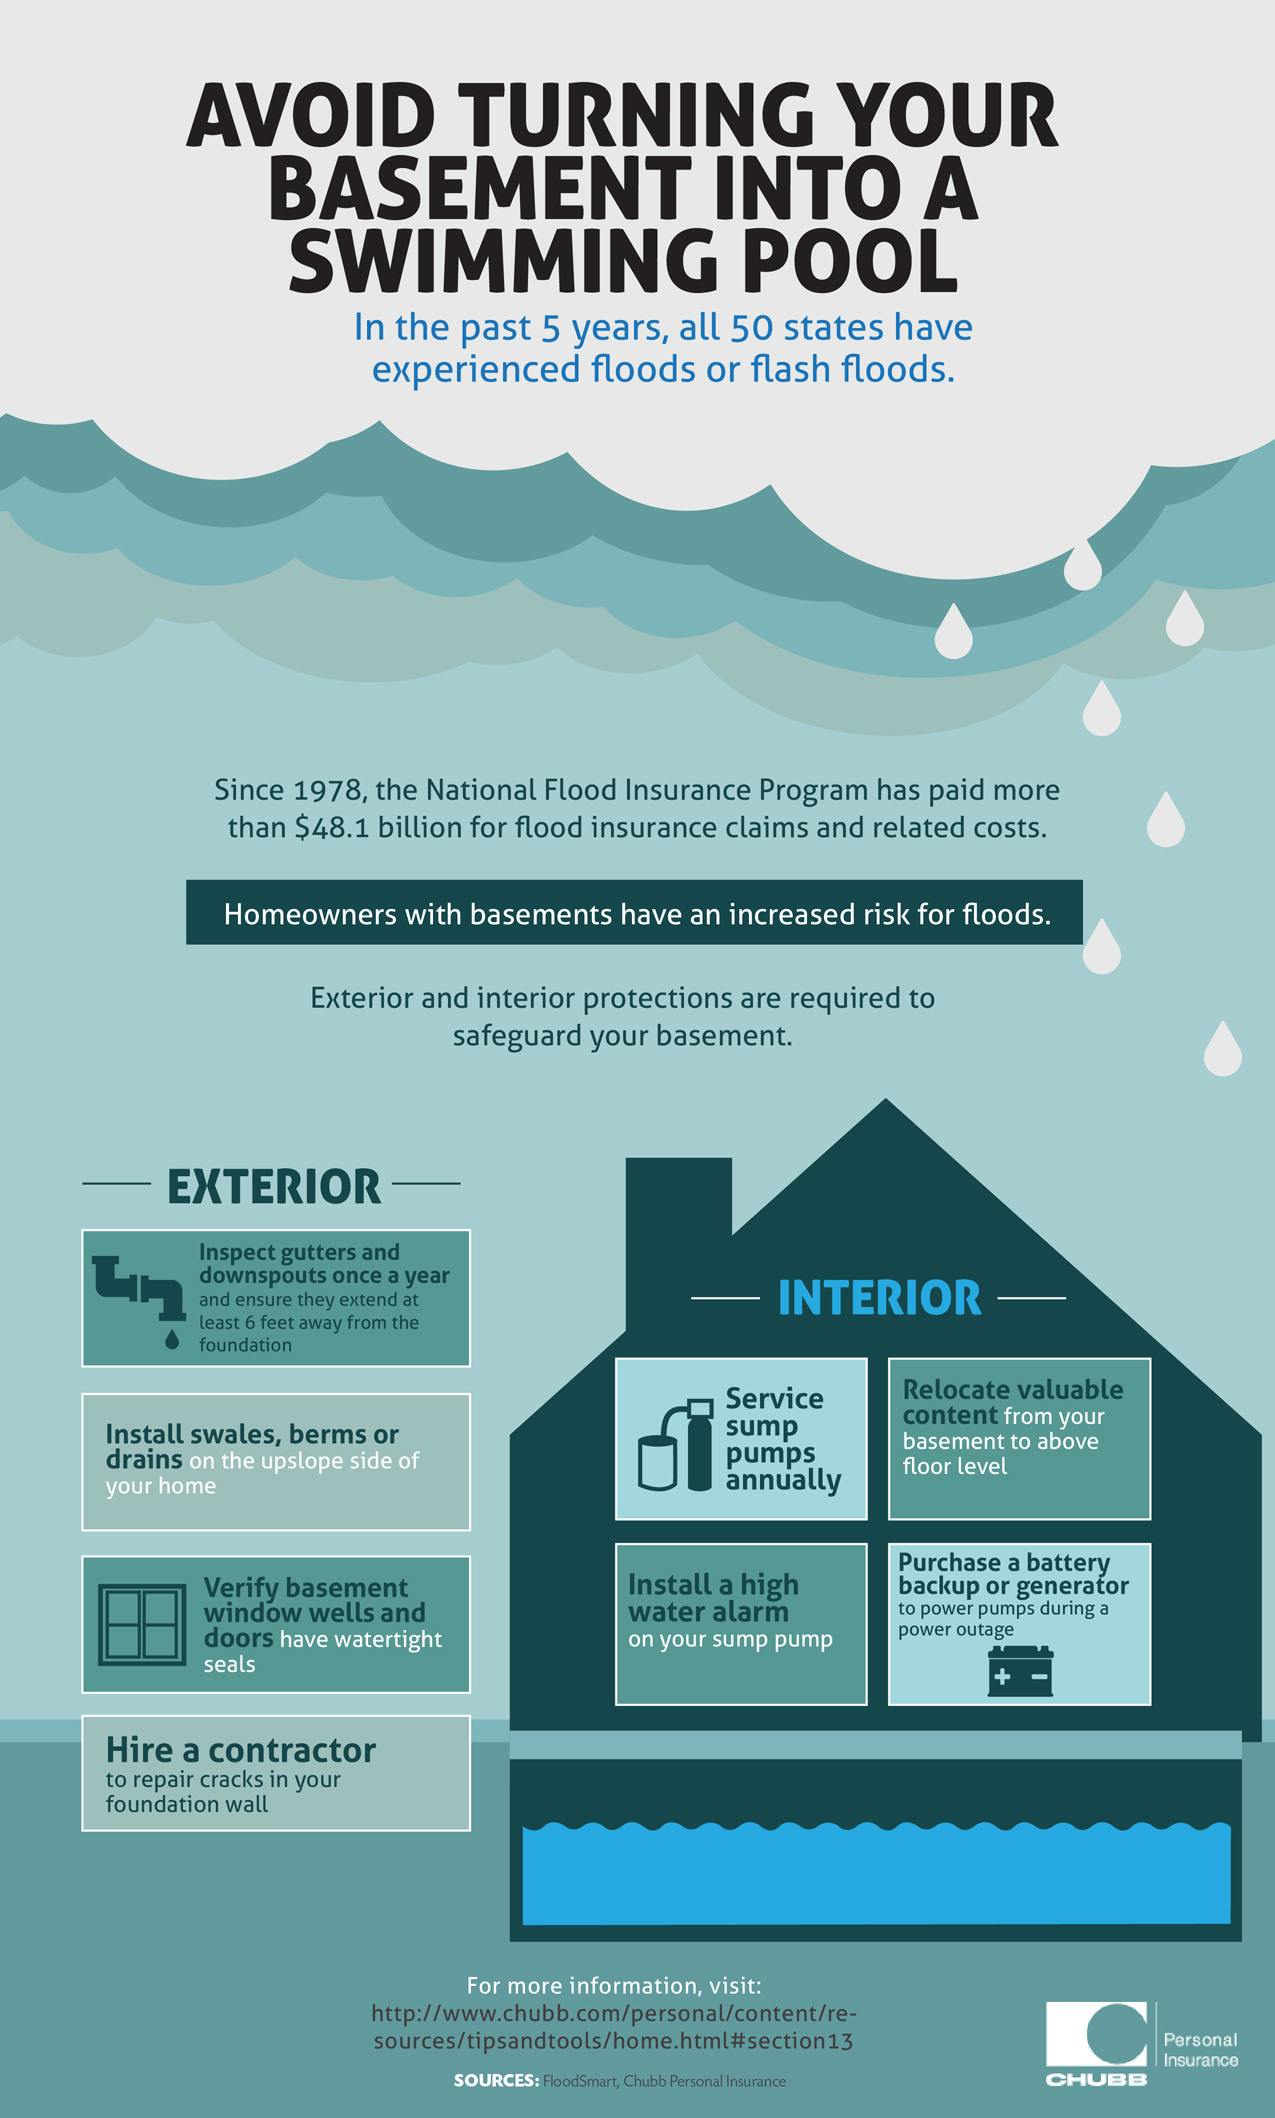 AVOID TURNING YOUR
BASEMENT INTO A
SWIMMING POOL
In the past 5 years, all 50 states have
experienced floods or flash floods.
Since 1978, the National Flood Insurance Program has paid more
than $48.1 billion for flood insurance claims and related costs.
Homeowners with basements have an increased risk for floods.
Exterior and interior protections are required to
safeguard your basement.
EXTERIOR
Inspect gutters and
downspouts once a year
and ensure they extend at
least 6 feet away from the
foundation
Install swales, berms or
drains on the upslope side of
your home
Verify basement
window wells and
doors have watertight
seals
Hire a contractor
to repair cracks in your
foundation wall
INTERIOR
Service
sump
pumps
annually
Relocate valuable
content from your
basement to above
floor level
Install a high
water alarm
on your sump pump
Purchase a battery
backup or generator
to power pumps during a
power outage
For more information, visit:
http://www.chubb.com/personal/content/re-
sources/tipsandtools/home.html#section13
SOURCES: FloodSmart, Chubb Personal Insurance
CHUBB
Personal
Insurance